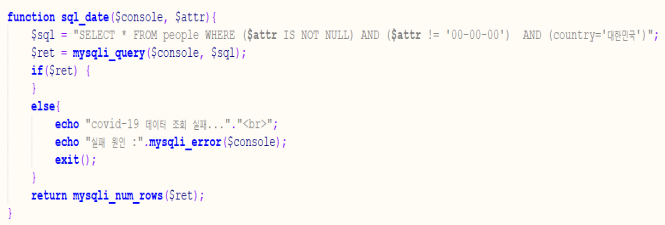 function sql_date($console, $attr){
$sql = "SELECT * FROM people WHERE ($attr IS NOT NULL) AND ($attr != '00-00-00')  AND (country='대한민국')";
$ret = mysqli_query($console, $sql);
if($ret) {
}
else{
echo "covid-19 데이터 조회 실패..."."<br>";
echo "실패 원인 :".mysqli_error($console);
exit();
}
return mysqli_num_rows($ret);
}